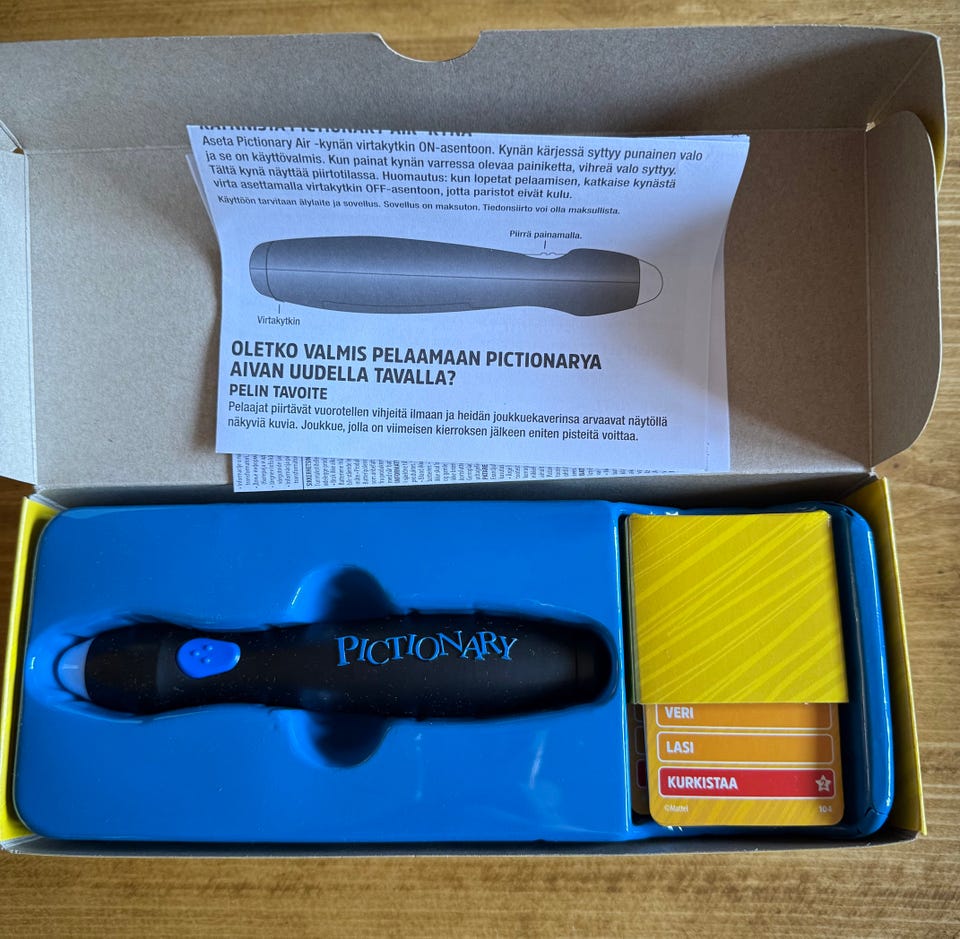 Aseta Pictionary Air -kynän virtakytkin ON-asentoon. Kynän kärjessä syttyy punainen valo
ja se on käyttövalmis. Kun painat kynän varressa olevaa painiketta, vihreä valo syttyy.
Tältä kynä näyttää piirtotilassa. Huomautus: kun lopetat pelaamisen, katkaise kynästä
virta asettamalla virtakytkin OFF-asentoon, jotta paristot eivät kulu.
Käyttöön tarvitaan älylaite ja sovellus. Sovellus on maksuton. Tiedonsiirto voi olla maksullista.
Piirrä painamalla.
Virtakytkin
OLETKO VALMIS PELAAMAAN PICTIONARYA
AIVAN UUDELLA TAVALLA?
PELIN TAVOITE
Pelaajat piirtävät vuorotellen vihjeitä ilmaan ja heidän joukkuekaverinsa arvaavat näytöllä
näkyviä kuvia. Joukkue, jolla on viimeisen kierroksen jälkeen eniten pisteitä voittaa.
PICTIONARY
VERI
LASI
KURKISTAA 2
©Mattel 104